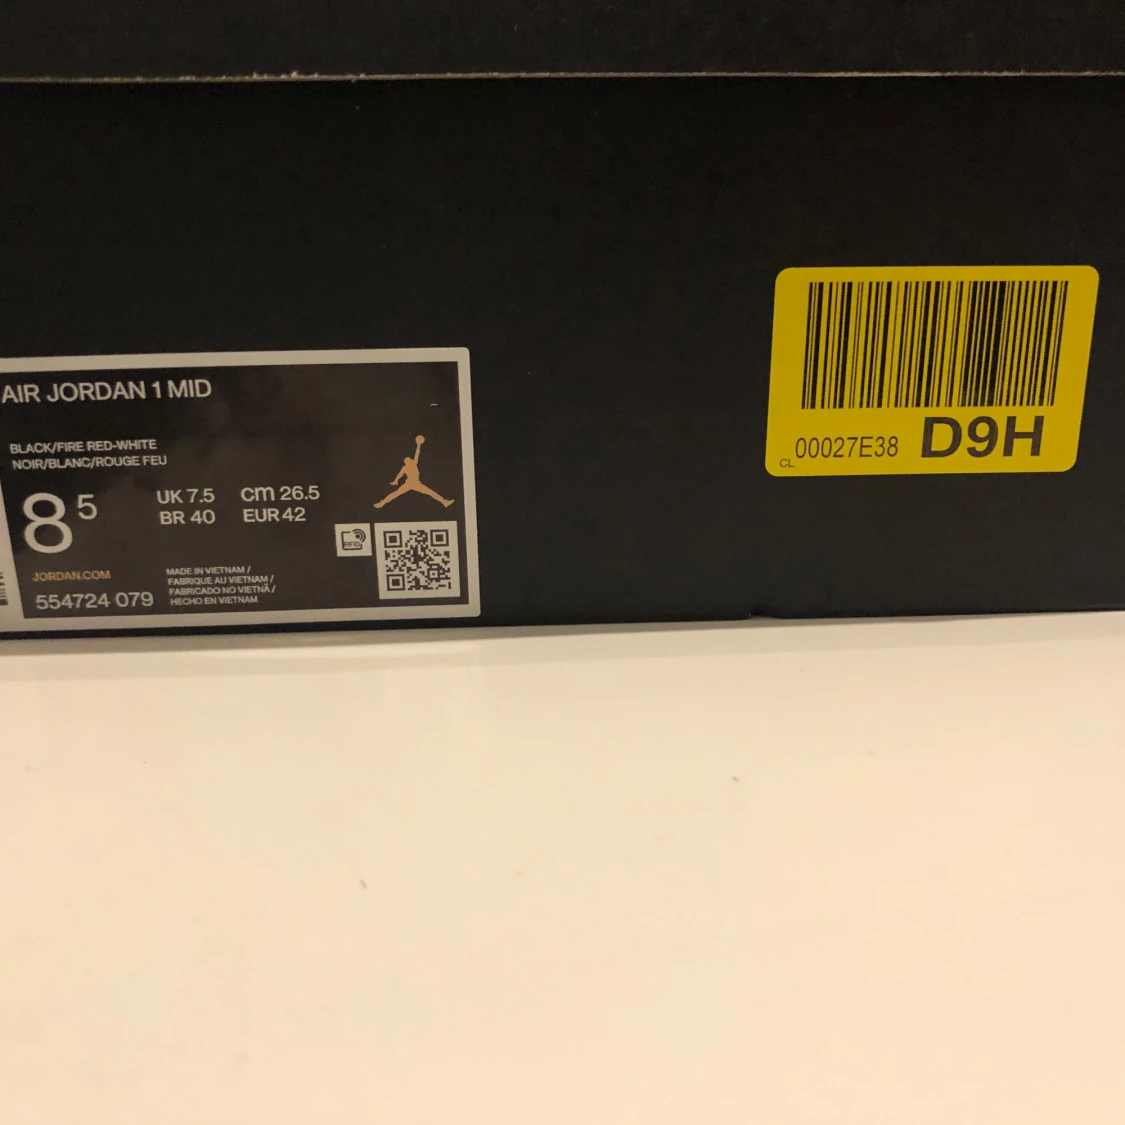 AIR JORDAN 1 MID
BLACK/FIRE RED-WHITE
NOIR/BLANC/ROUGE FEU
8 5
UK 7.5 cm 26.5
BR 40 EUR 42
RFID
JORDAN.COM
554724 079
MADE IN VIETNAM /
FABRIQUE AU VIETNAM /
FABRICADO NO VIETNÃ /
HECHO EN VIETNAM
CL 00027E38 D9H